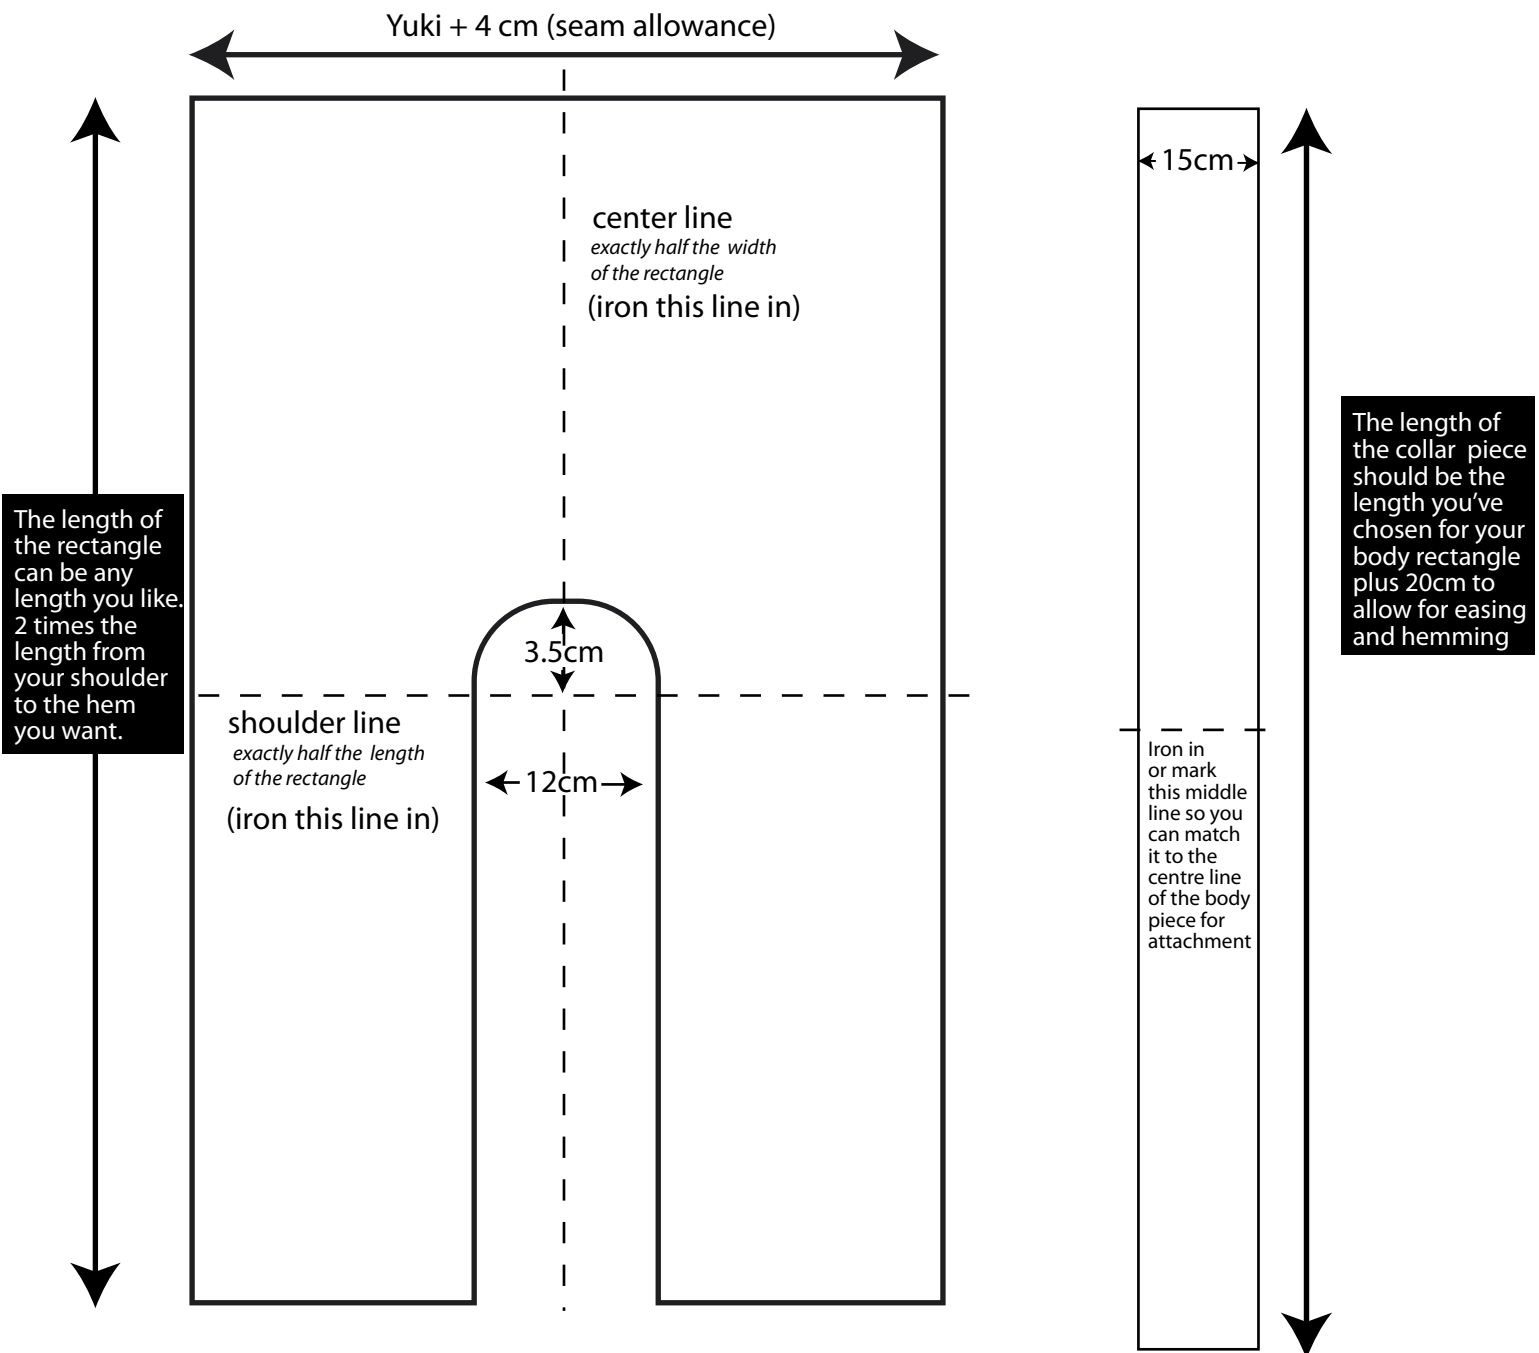 Yuki + 4 cm (seam allowance)
center line
exactly half the width
of the rectangle
(iron this line in)
The length of
the rectangle
can be any
length you like.
2 times the
length from
your shoulder
to the hem
you want.
3.5cm
shoulder line
exactly half the length
of the rectangle
(iron this line in)
12cm
15cm
Iron in
or mark
this middle
line so you
can match
it to the
centre line
of the body
piece for
attachment
The length of
the collar piece
should be the
length you've
chosen for your
body rectangle
plus 20cm to
allow for easing
and hemming